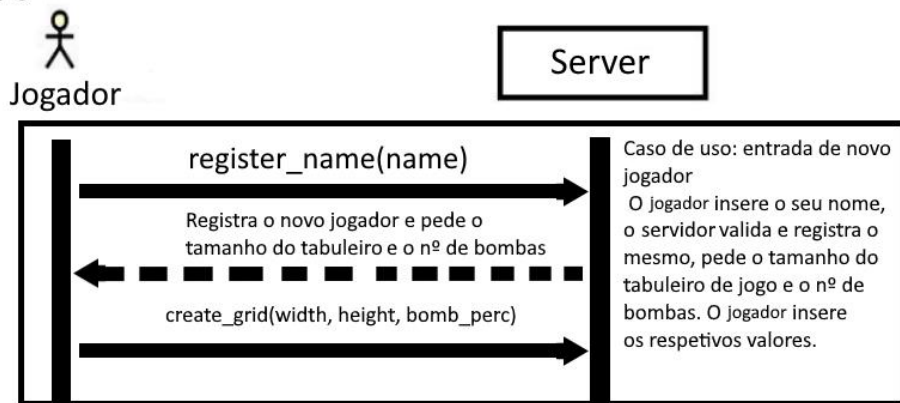 Jogador
Server
register_name(name)
Registra o novo jogador e pede o
tamanho do tabuleiro e o nº de bombas
create_grid(width, height, bomb_perc)
Caso de uso: entrada de novo
jogador
O jogador insere o seu nome,
o servidor valida e registra o
mesmo, pede o tamanho do
tabuleiro de jogo e o nº de
bombas. O jogador insere
os respetivos valores.